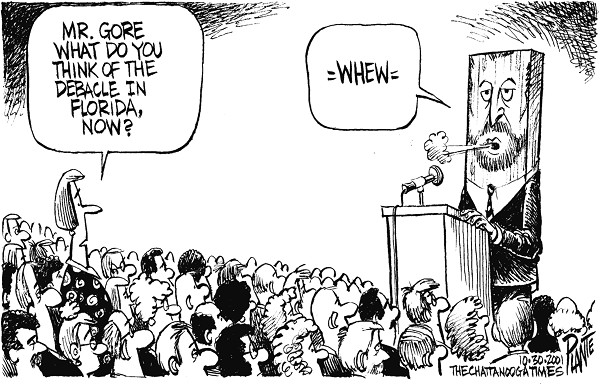 MR. GORE
WHAT DO YOU
THINK OF THE
DEBACLE IN
FLORIDA,
NOW?
=WHEW=
10·30·2001
THE CHATTANOOGA TIMES
PLANTE